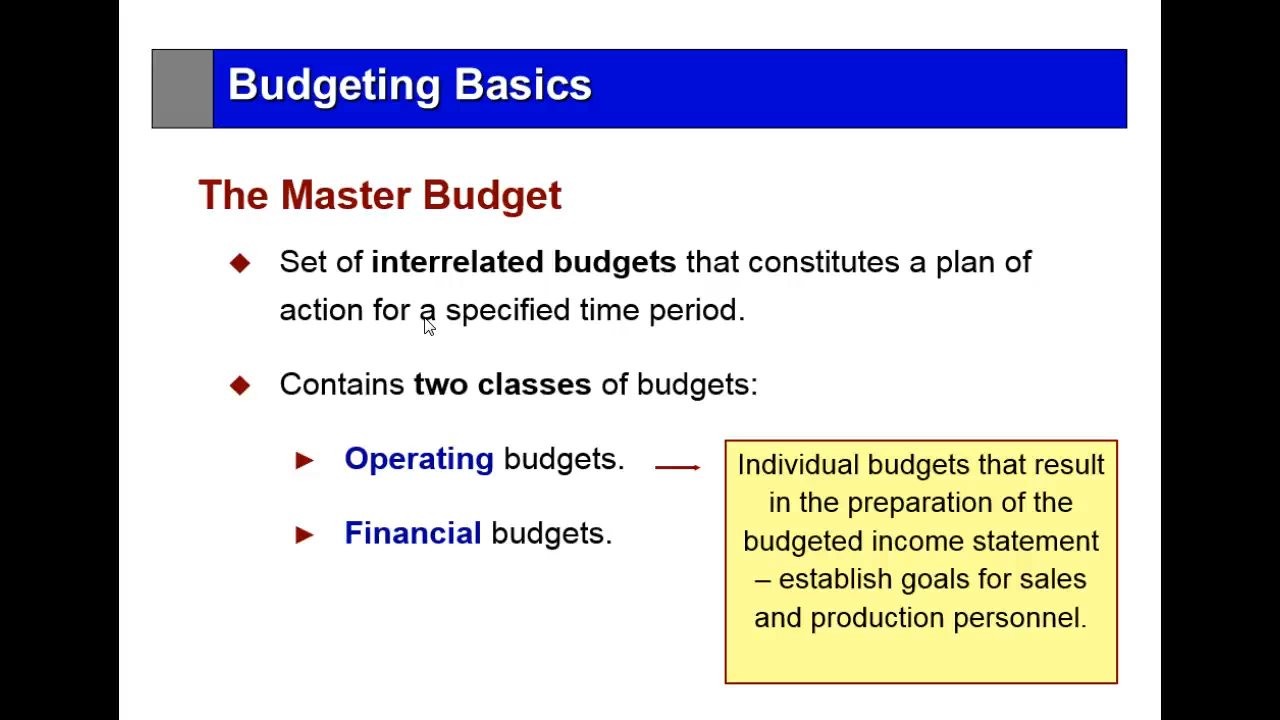 Budgeting Basics
The Master Budget
Set of interrelated budgets that constitutes a plan of
action for a specified time period.
Contains two classes of budgets:
Operating budgets.
Financial budgets.
Individual budgets that result
in the preparation of the
budgeted income statement
– establish goals for sales
and production personnel.